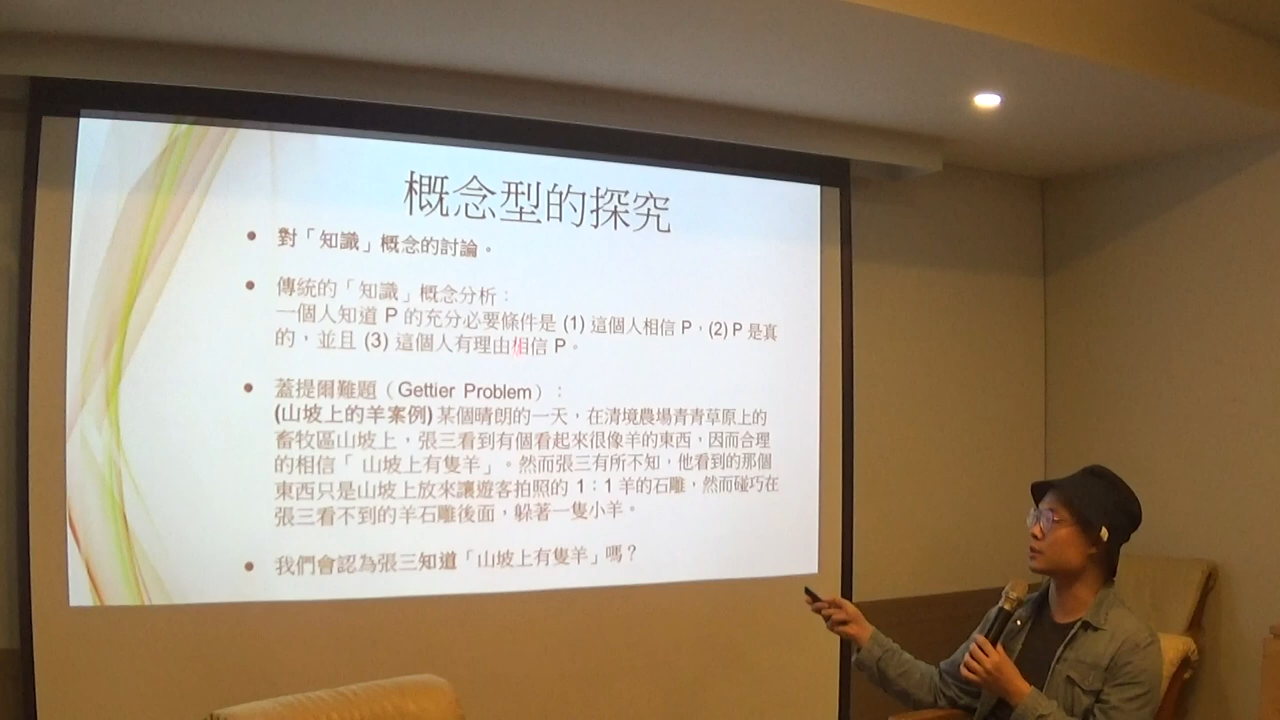 概念型的探究
• 對「知識」概念的討論。
• 傳統的「知識」概念分析：
一個人知道 P 的充分必要條件是 (1) 這個人相信 P，(2) P 是真
的，並且 (3) 這個人有理由相信 P。
• 蓋提爾難題（Gettier Problem）：
(山坡上的羊案例) 某個晴朗的一天，在清境農場青青草原上的
畜牧區山坡上，張三看到有個看起來很像羊的東西，因而合理
的相信「 山坡上有隻羊」。然而張三有所不知，他看到的那個
東西只是山坡上放來讓遊客拍照的 1：1 羊的石雕，然而碰巧在
張三看不到的羊石雕後面，躲著一隻小羊。
• 我們會認為張三知道「山坡上有隻羊」嗎？